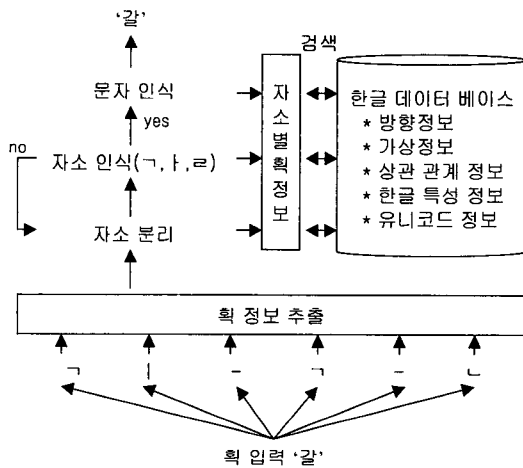 '갈'
검색
문자 인식
yes
no
자소 인식(ㄱ,ㅏ,ㄹ)
자소 분리
자소별획정보
한글 데이터 베이스
* 방향정보
* 가상정보
* 상관 관계 정보
* 한글 특성 정보
* 유니코드 정보
획 정보 추출
ㄱ ㅣ ㅡ ㄱ ㅡ ㄴ
획 입력 '갈'